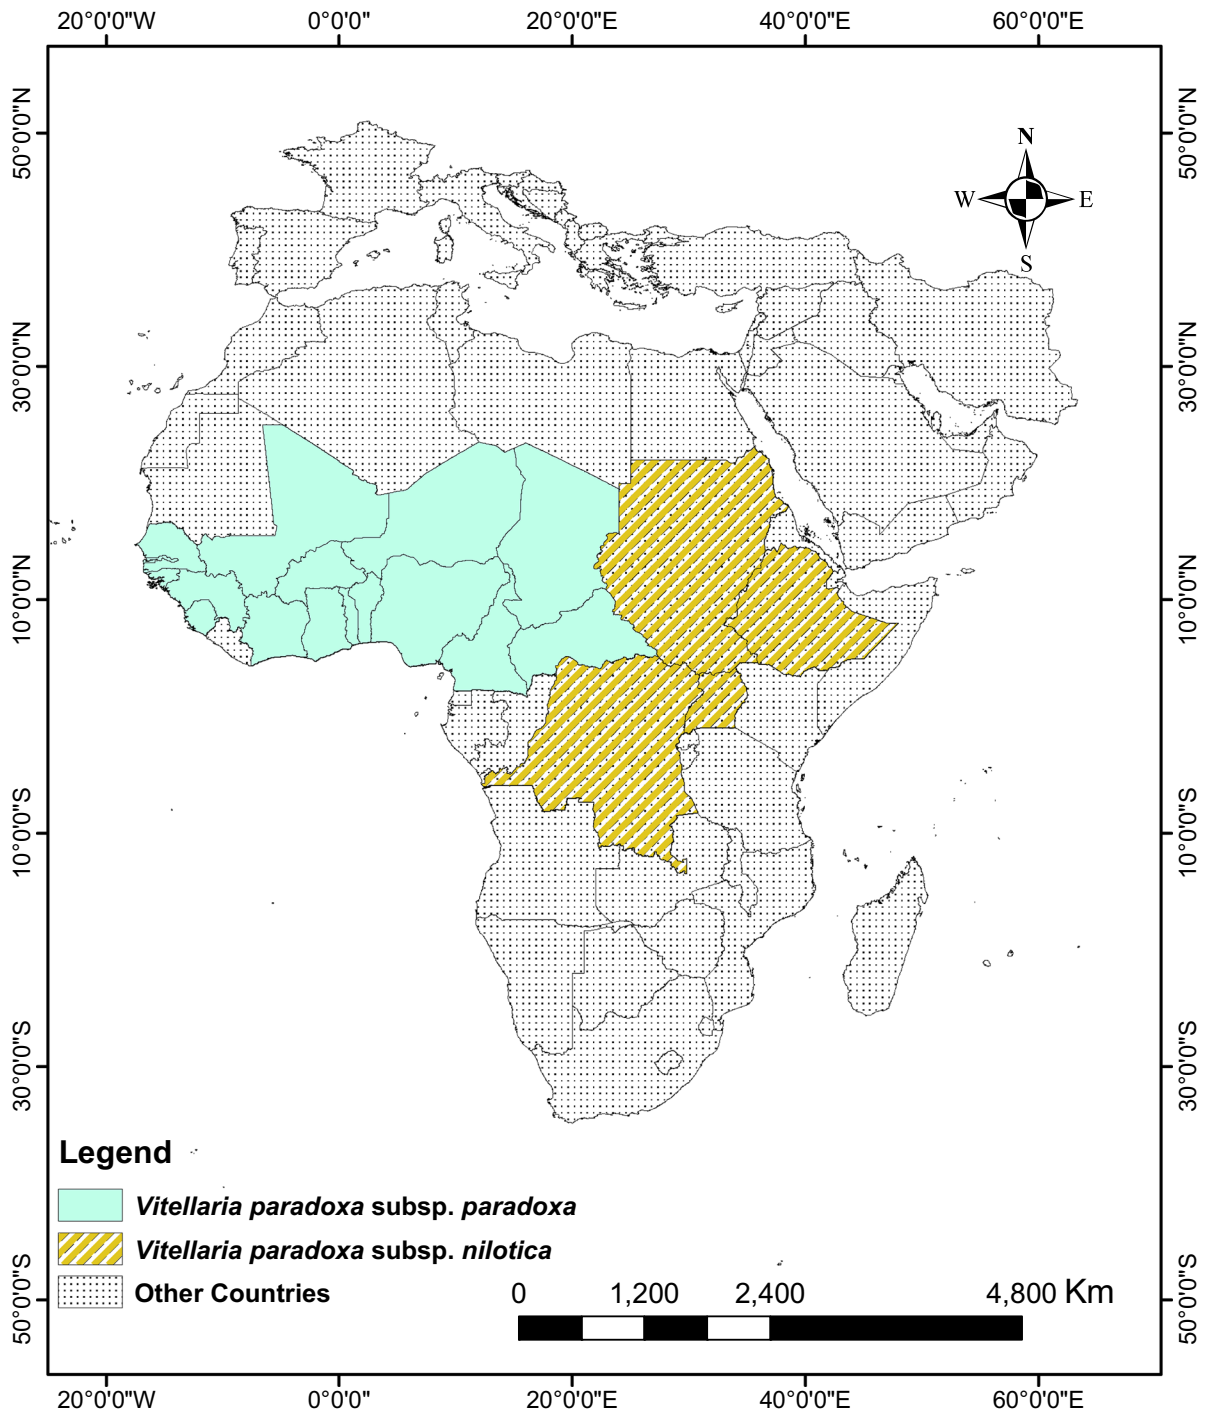 20°0'0"W 0°0'0" 20°0'0"E 40°0'0"E 60°0'0"E
50°0'0"N
30°0'0"N
10°0'0"N
10°0'0"S
30°0'0"S
50°0'0"S
N
W E
S
50°0'0"N
30°0'0"N
10°0'0"N
10°0'0"S
30°0'0"S
50°0'0"S
Legend
Vitellaria paradoxa subsp. paradoxa
Vitellaria paradoxa subsp. nilotica
Other Countries
0 1,200 2,400 4,800 Km
20°0'0"W 0°0'0" 20°0'0"E 40°0'0"E 60°0'0"E